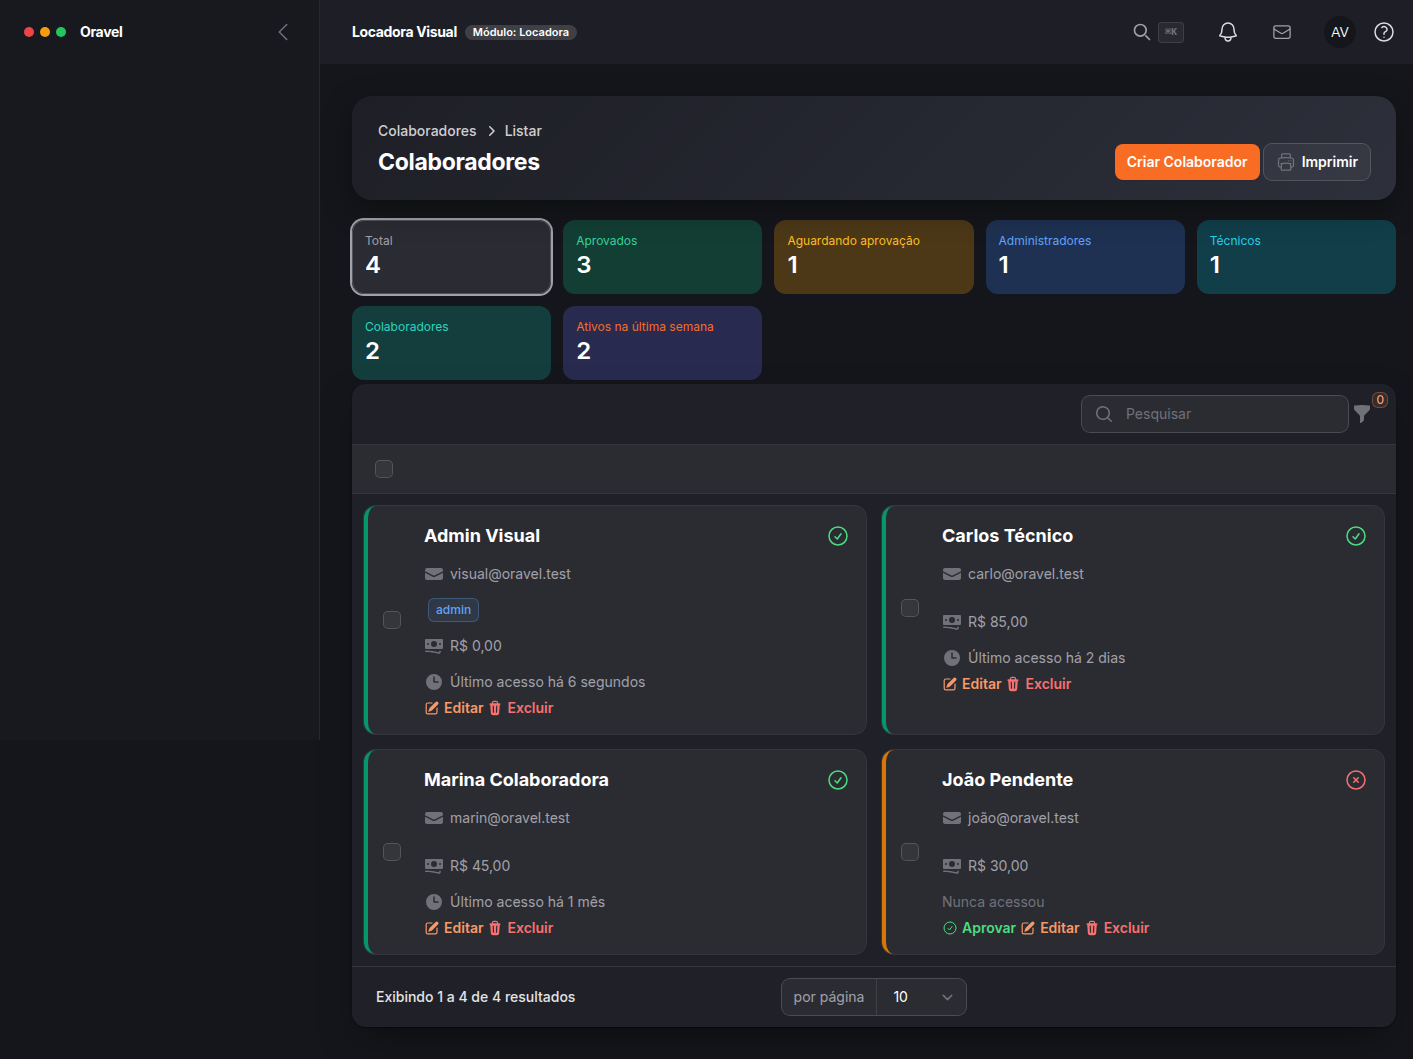 Oravel
Locadora Visual
Módulo: Locadora
⌘K
AV
Colaboradores > Listar
Colaboradores
Criar Colaborador
Imprimir
Total
4
Aprovados
3
Aguardando aprovação
1
Administradores
1
Técnicos
1
Colaboradores
2
Ativos na última semana
2
Pesquisar
0
Admin Visual
visual@oravel.test
admin
R$ 0,00
Último acesso há 6 segundos
Editar Excluir
Carlos Técnico
carlo@oravel.test
R$ 85,00
Último acesso há 2 dias
Editar Excluir
Marina Colaboradora
marin@oravel.test
R$ 45,00
Último acesso há 1 mês
Editar Excluir
João Pendente
joão@oravel.test
R$ 30,00
Nunca acessou
Aprovar Editar Excluir
Exibindo 1 a 4 de 4 resultados
por página 10